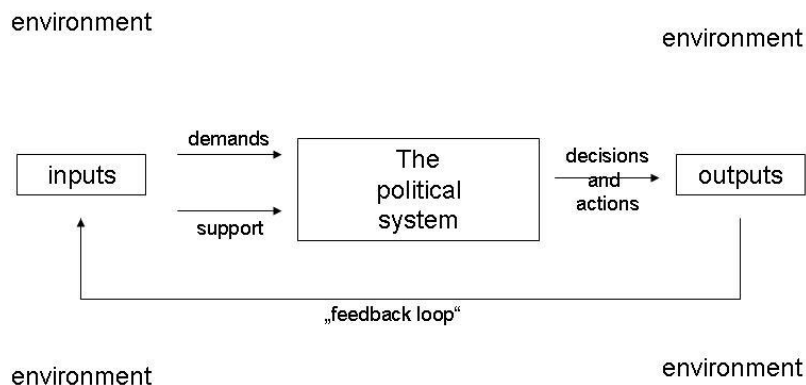 environment
environment
demands
inputs
support
The
political
system
decisions
and
actions
outputs
„feedback loop“
environment
environment